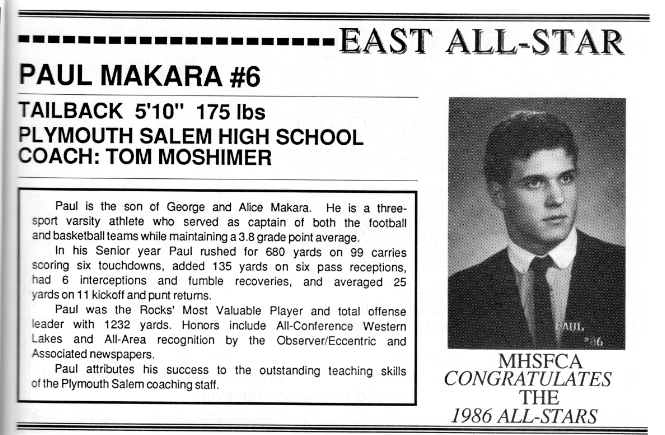 EAST ALL-STAR
PAUL MAKARA #6
TAILBACK 5'10" 175 lbs
PLYMOUTH SALEM HIGH SCHOOL
COACH: TOM MOSHIMER
Paul is the son of George and Alice Makara. He is a three-
sport varsity athlete who served as captain of both the football
and basketball teams while maintaining a 3.8 grade point average.
In his Senior year Paul rushed for 680 yards on 99 carries
scoring six touchdowns, added 135 yards on six pass receptions,
had 6 interceptions and fumble recoveries, and averaged 25
yards on 11 kickoff and punt returns.
Paul was the Rocks' Most Valuable Player and total offense
leader with 1232 yards. Honors include All-Conference Western
Lakes and All-Area recognition by the Observer/Eccentric and
Associated newspapers.
Paul attributes his success to the outstanding teaching skills
of the Plymouth Salem coaching staff.
PAUL
'86
MHSFCA
CONGRATULATES
THE
1986 ALL-STARS